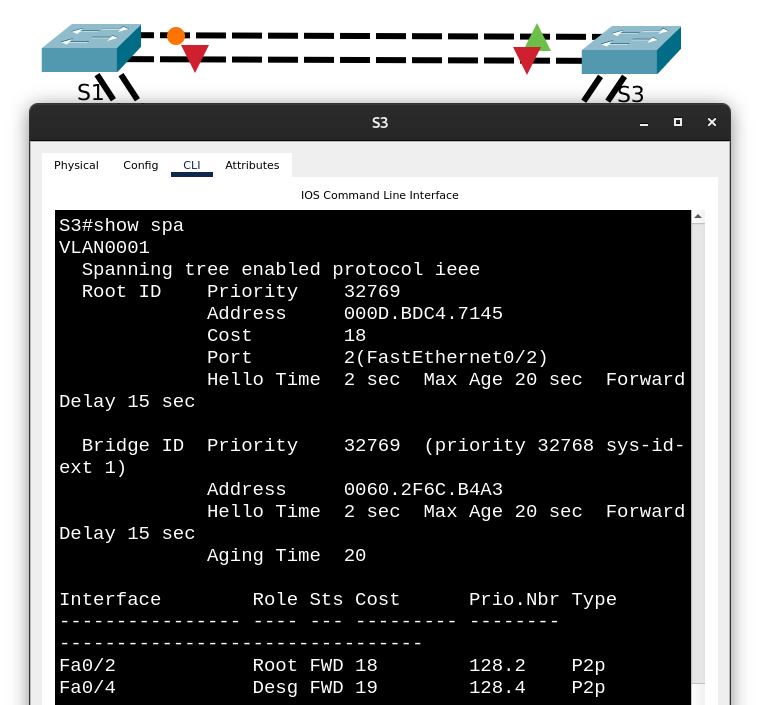 S1
S3
S3
Physical Config CLI Attributes
IOS Command Line Interface
S3#show spa
VLAN0001
  Spanning tree enabled protocol ieee
  Root ID    Priority    32769
             Address     000D.BDC4.7145
             Cost        18
             Port        2(FastEthernet0/2)
             Hello Time  2 sec  Max Age 20 sec  Forward
Delay 15 sec
  Bridge ID  Priority    32769  (priority 32768 sys-id-
ext 1)
             Address     0060.2F6C.B4A3
             Hello Time  2 sec  Max Age 20 sec  Forward
Delay 15 sec
             Aging Time  20
Interface        Role Sts Cost      Prio.Nbr Type
---------------- ---- --- --------- --------
--------------------------------
Fa0/2            Root FWD 18        128.2    P2p
Fa0/4            Desg FWD 19        128.4    P2p